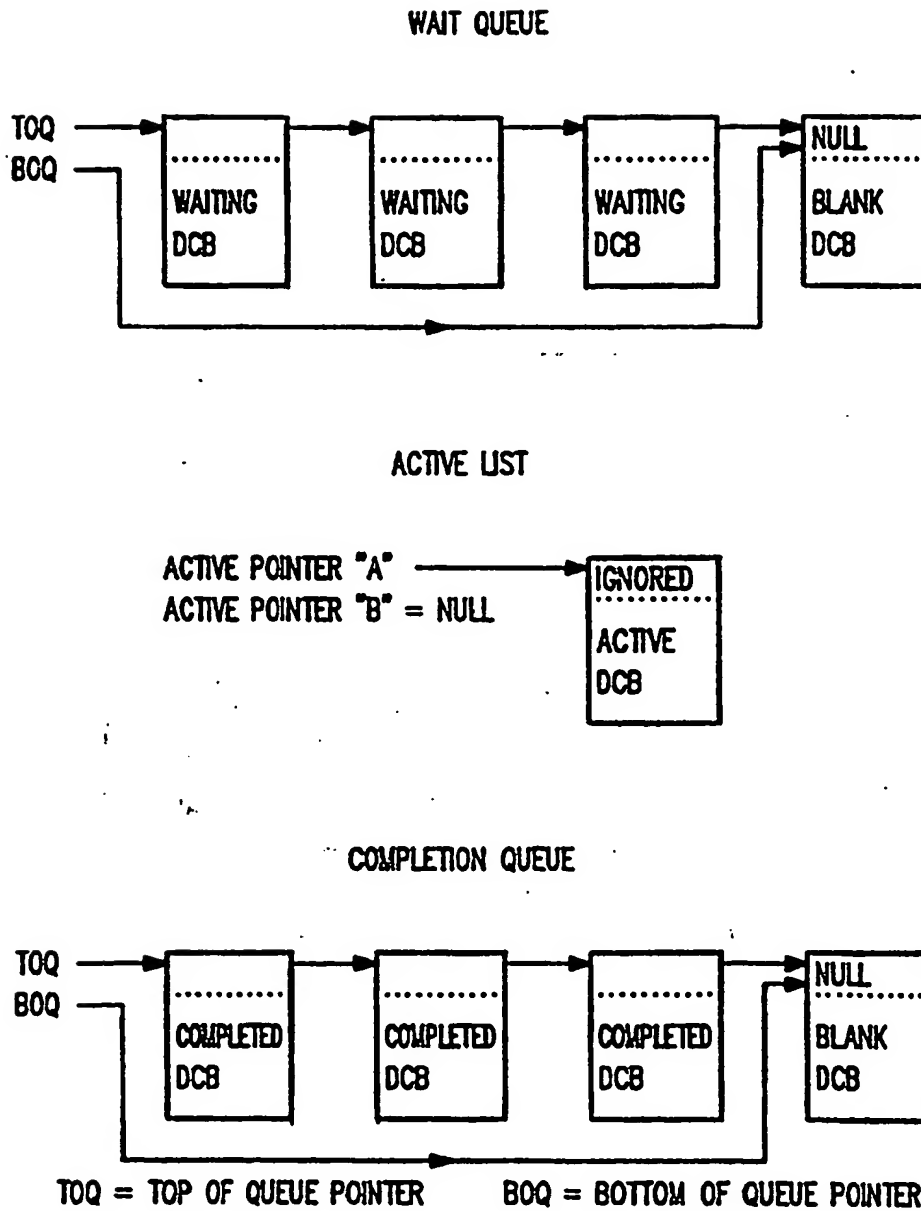 WAIT QUEUE
TOQ
BOQ
NULL
WAITING
DCB
WAITING
DCB
WAITING
DCB
BLANK
DCB
ACTIVE LIST
ACTIVE POINTER "A"
ACTIVE POINTER "B" = NULL
IGNORED
ACTIVE
DCB
COMPLETION QUEUE
TOQ
BOQ
NULL
COMPLETED
DCB
COMPLETED
DCB
COMPLETED
DCB
BLANK
DCB
TOQ = TOP OF QUEUE POINTER
BOQ = BOTTOM OF QUEUE POINTER